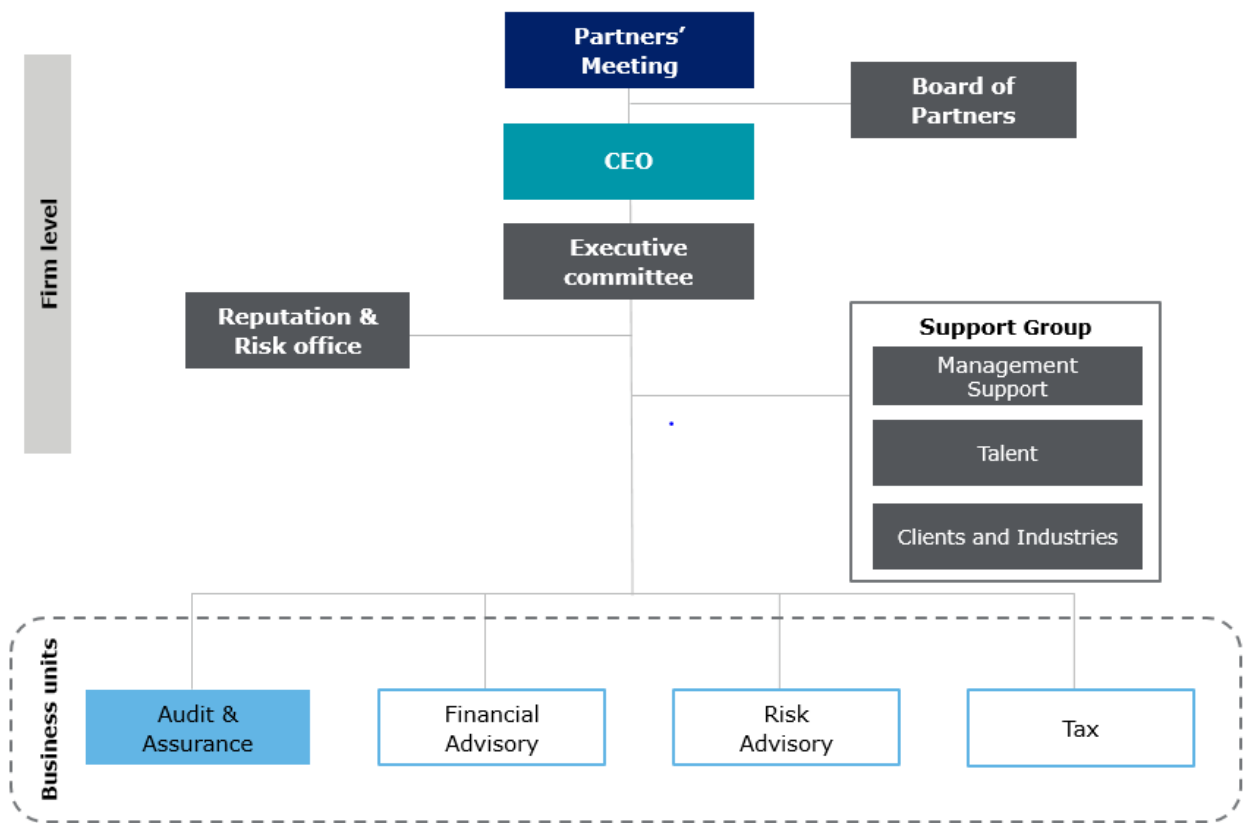 Partners’
Meeting
Board of
Partners
CEO
Firm level
Executive
committee
Reputation &
Risk office
Support Group
Management
Support
Talent
Clients and Industries
Business units
Audit &
Assurance
Financial
Advisory
Risk
Advisory
Tax